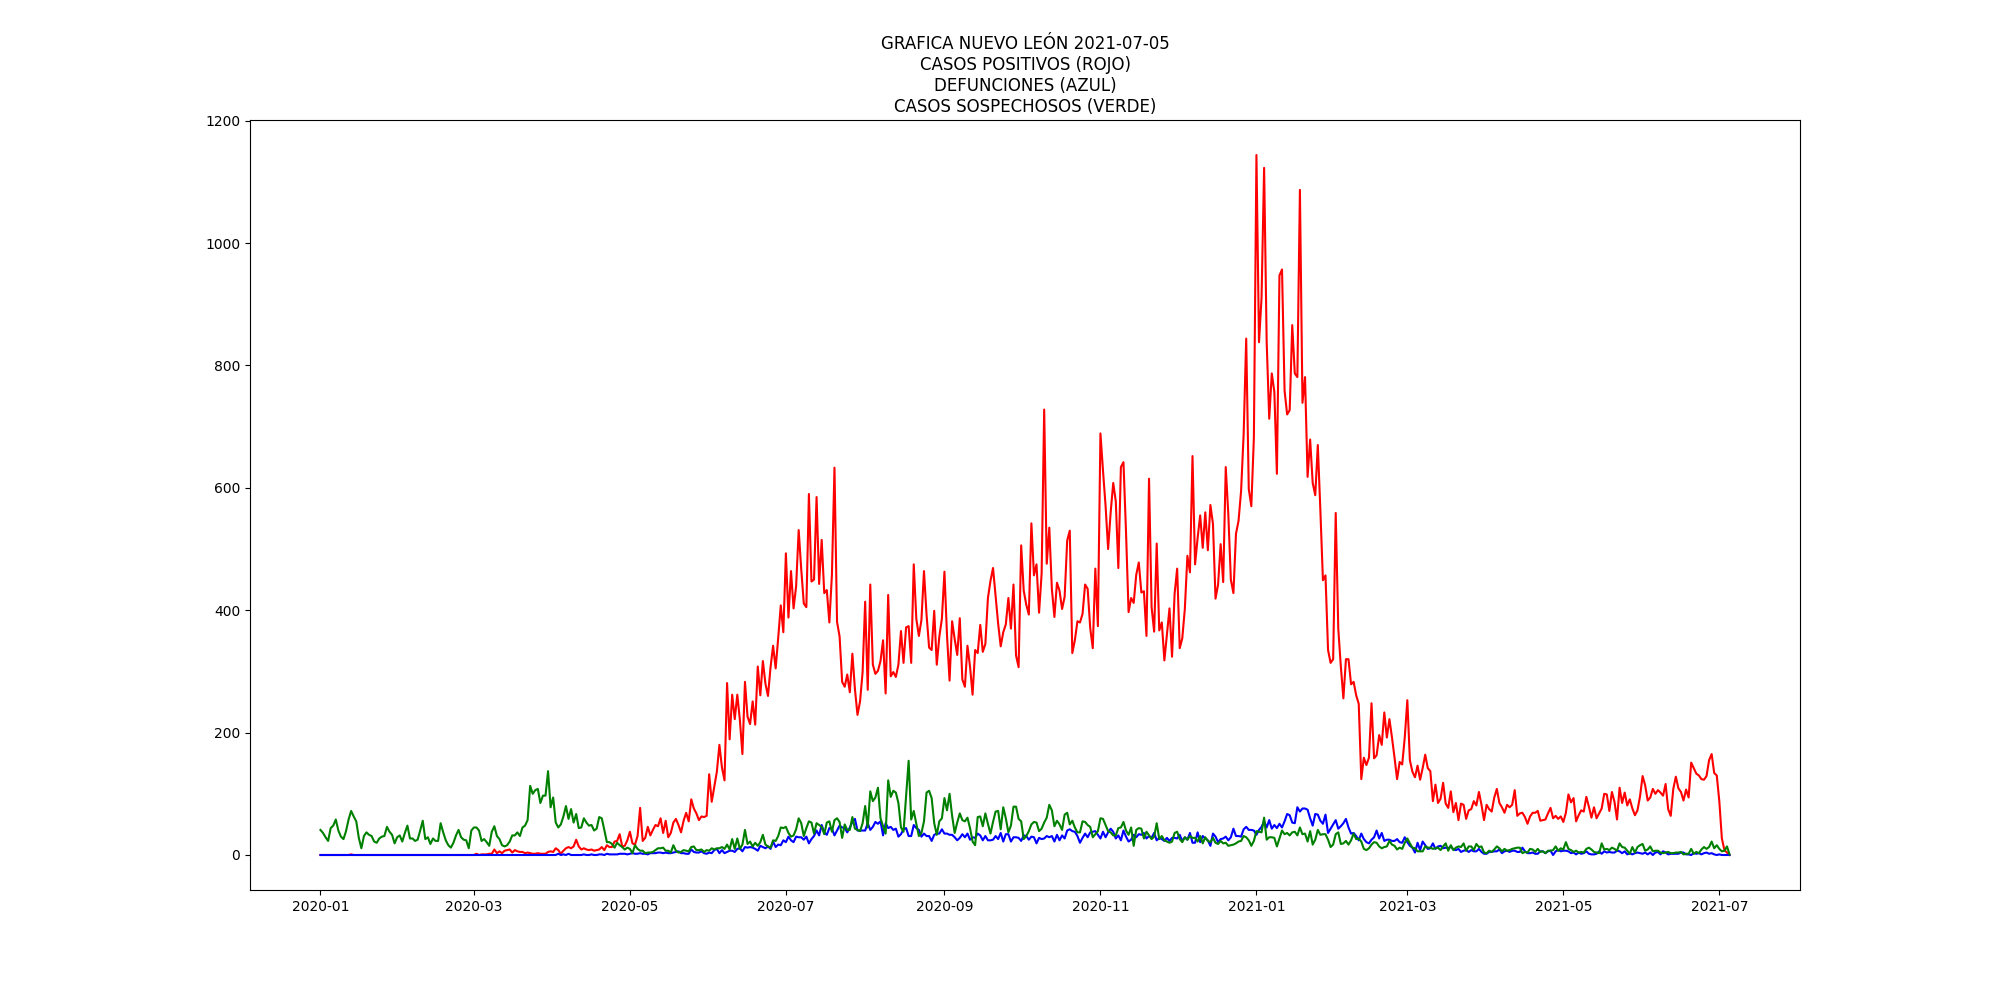 GRAFICA NUEVO LEÓN 2021-07-05
CASOS POSITIVOS (ROJO)
DEFUNCIONES (AZUL)
CASOS SOSPECHOSOS (VERDE)
1200
1000
800
600
400
200
0
2020-01 2020-03 2020-05 2020-07 2020-09 2020-11 2021-01 2021-03 2021-05 2021-07